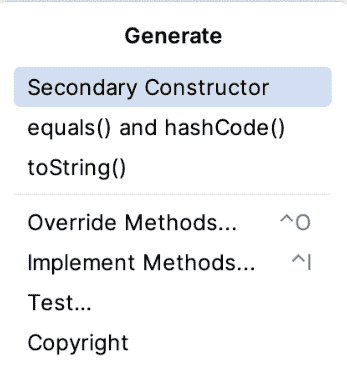 Generate
Secondary Constructor
equals() and hashCode()
toString()
Override Methods... ^O
Implement Methods... ^I
Test...
Copyright